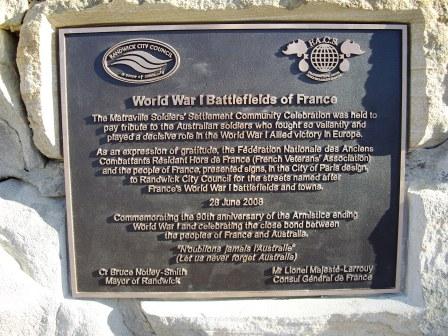 RANDWICK CITY COUNCIL
F.A.C.S.
World War I Battlefields of France
The Matraville Soldiers' Settlement Community Celebration was held to
pay tribute to the Australian soldiers who fought so valiantly and
played a decisive role in the World War I Allied victory in Europe.
As an expression of gratitude, the Fédération Nationale des Anciens
Combattants Résidant Hors de France (French Veterans' Association)
and the people of France, presented signs, in the City of Paris design,
to Randwick City Council for the streets named after
France's World War I battlefields and towns.
28 June 2008
Commemorating the 90th anniversary of the Armistice ending
World War I and celebrating the close bond between
the peoples of France and Australia.
"N'oublions jamais l'Australie"
(Let us never forget Australia)
Cr Bruce Notley-Smith Mr Lionel Majesté-Larrouy
Mayor of Randwick Consul Général de France